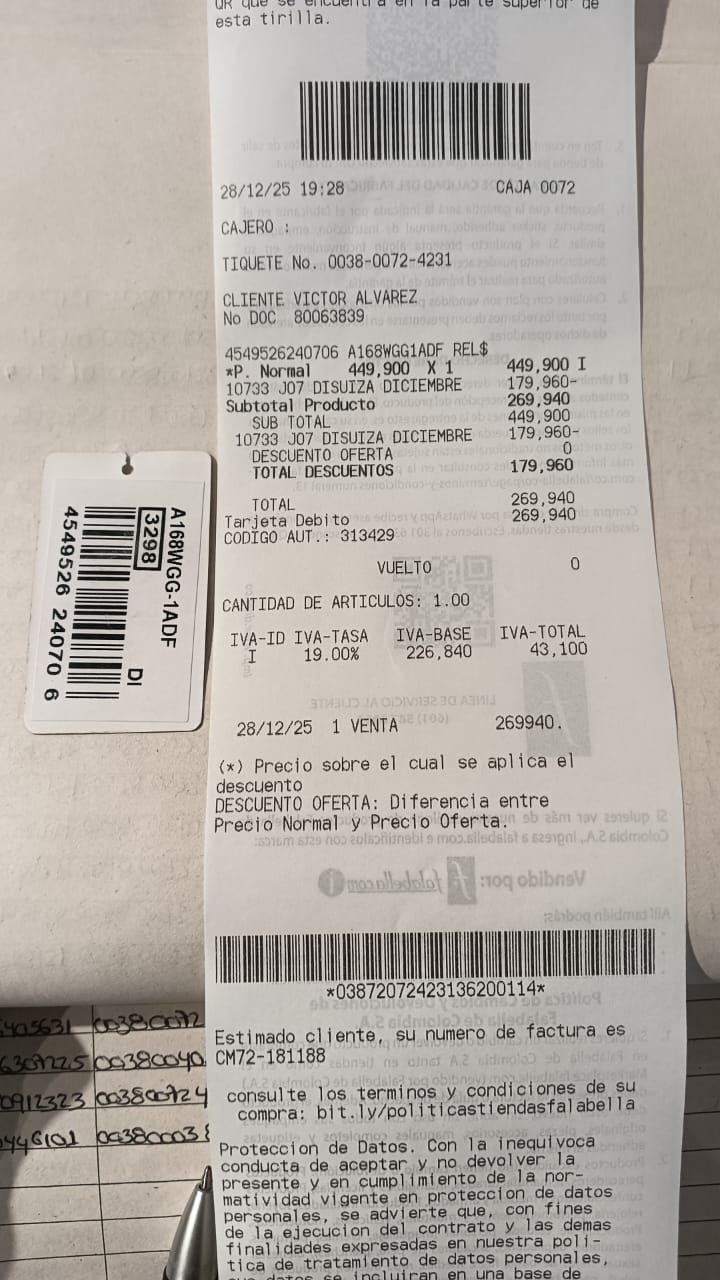 QR que se encuentra en la parte superior de
esta tirilla.
28/12/25 19:28 CAJA 0072
CAJERO :
TIQUETE No. 0038-0072-4231
CLIENTE VICTOR ALVAREZ
No DOC 80063839
4549526240706 A168WGG1ADF REL$
*P. Normal 449,900 X 1 449,900 I
10733 J07 DISUIZA DICIEMBRE 179,960-
Subtotal Producto 269,940
SUB TOTAL 449,900
10733 J07 DISUIZA DICIEMBRE 179,960-
DESCUENTO OFERTA 0
TOTAL DESCUENTOS 179,960
TOTAL 269,940
Tarjeta Debito 269,940
CODIGO AUT.: 313429
VUELTO 0
CANTIDAD DE ARTICULOS: 1.00
IVA-ID IVA-TASA IVA-BASE IVA-TOTAL
I 19.00% 226,840 43,100
28/12/25 1 VENTA 269940.
(*) Precio sobre el cual se aplica el
descuento
DESCUENTO OFERTA: Diferencia entre
Precio Normal y Precio Oferta.
*03872072423136200114*
Estimado cliente, su numero de factura es
CM72-181188
consulte los terminos y condiciones de su
compra: bit.ly/politicastiendasfalabella
Proteccion de Datos. Con la inequivoca
conducta de aceptar y no devolver la
presente y en cumplimiento de la nor-
matividad vigente en proteccion de datos
personales, se advierte que, con fines
de la ejecucion del contrato y las demas
finalidades expresadas en nuestra poli-
tica de tratamiento de datos personales,
se incluiran en una base de
A168WGG-1ADF
3298
DI
4549526 24070 6
00380072
00380040
0912323 003800724